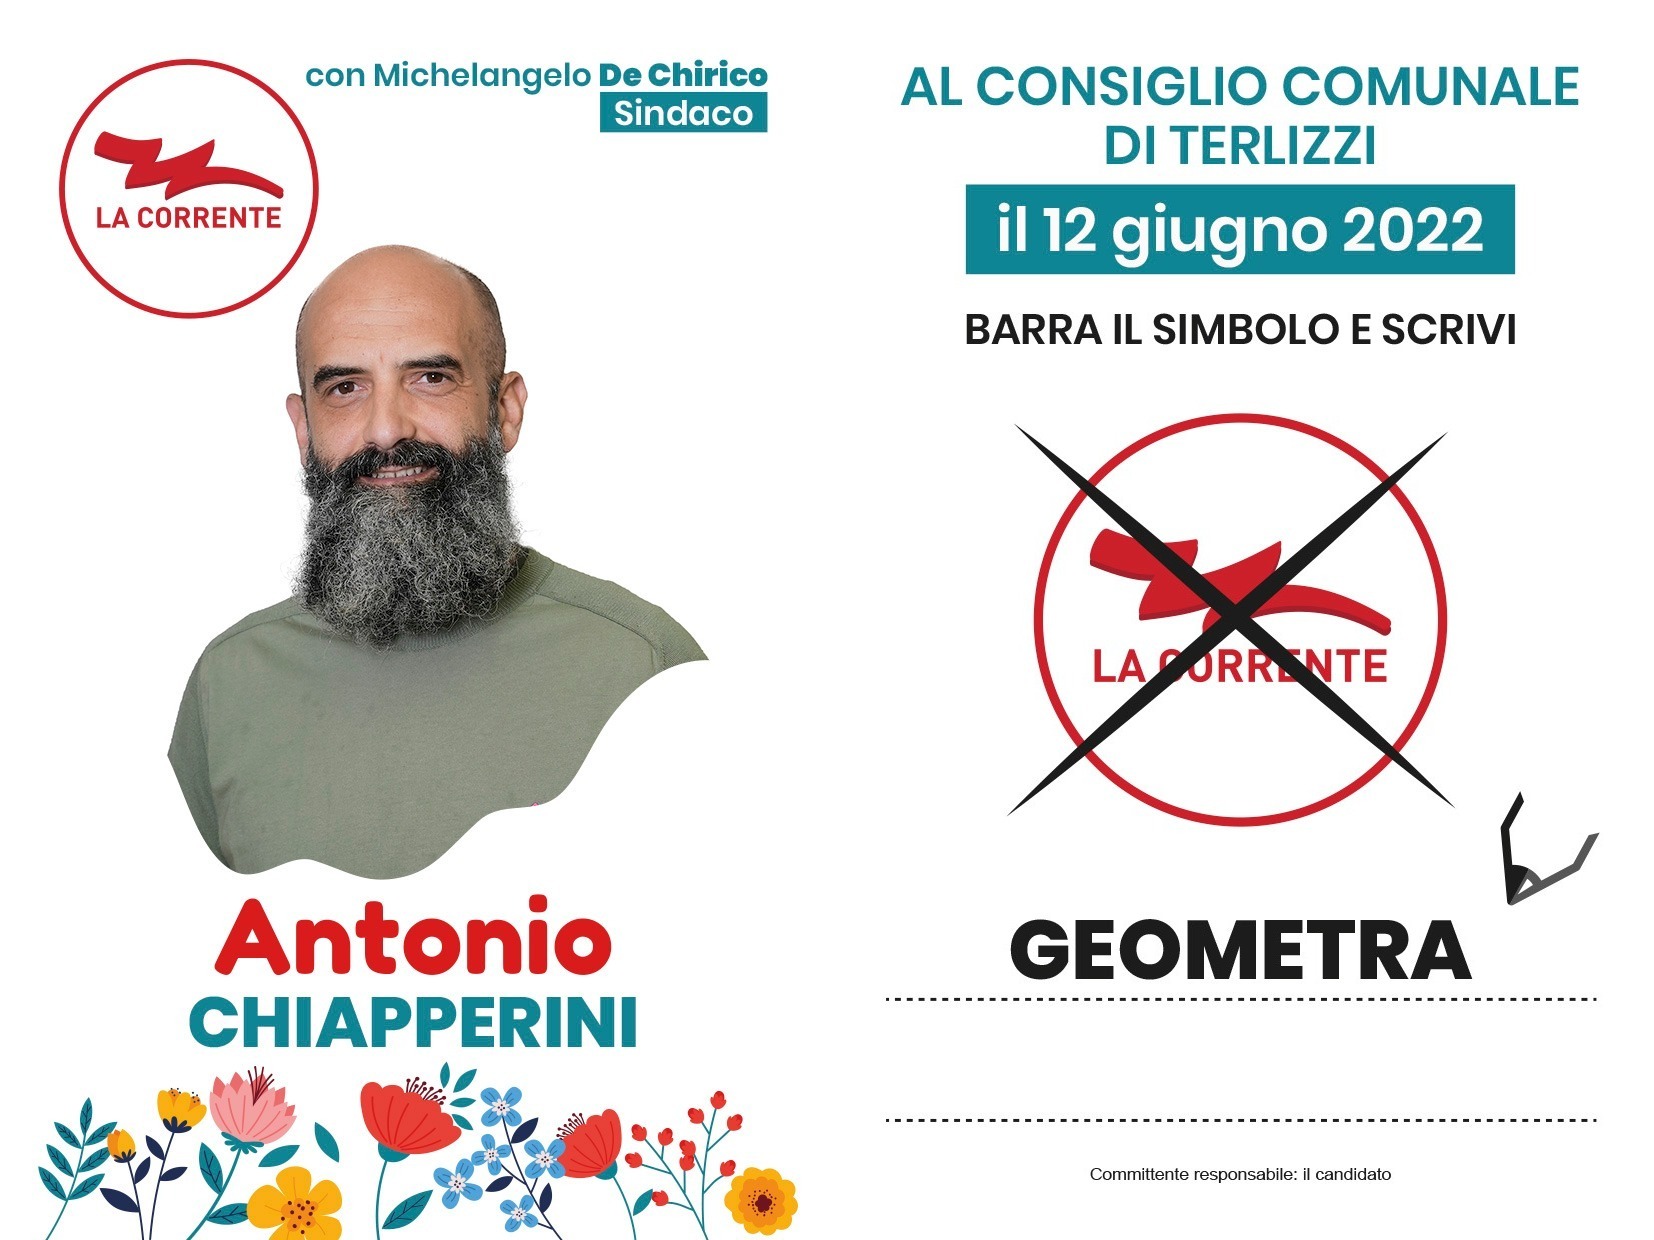 con Michelangelo De Chirico
Sindaco
LA CORRENTE
Antonio
CHIAPPERINI
AL CONSIGLIO COMUNALE
DI TERLIZZI
il 12 giugno 2022
BARRA IL SIMBOLO E SCRIVI
LA CORRENTE
GEOMETRA
Committente responsabile: il candidato